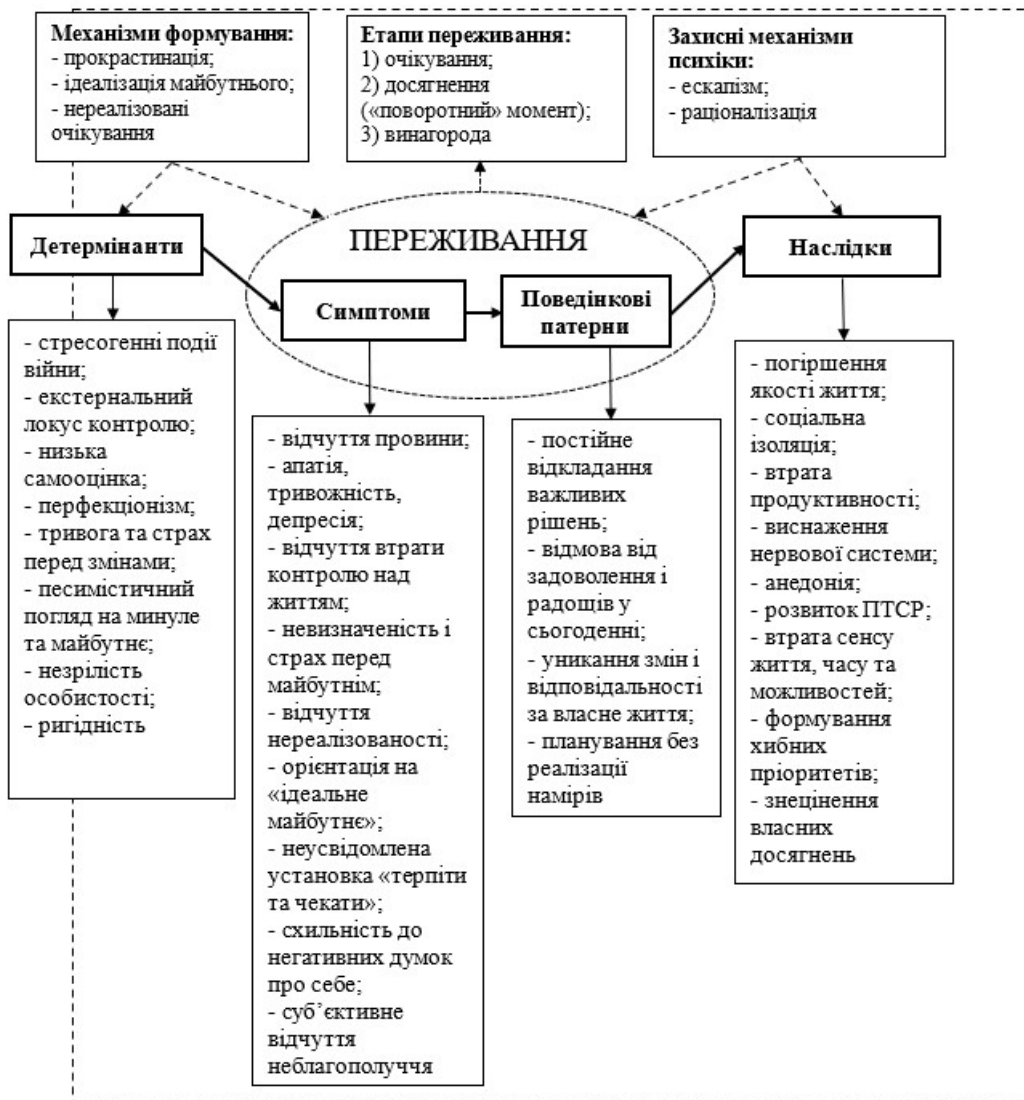 Механізми формування:
- прокрастинація;
- ідеалізація майбутнього;
- нереалізовані
очікування
Етапи переживання:
1) очікування;
2) досягнення
(«поворотний» момент);
3) винагорода
Захисні механізми
психіки:
- ескапізм;
- раціоналізація
ПЕРЕЖИВАННЯ
Детермінанти
Симптоми
Поведінкові
патерни
Наслідки
- стресогенні події
війни;
- екстернальний
локус контролю;
- низька
самооцінка;
- перфекціонізм;
- тривога та страх
перед змінами;
- песимістичний
погляд на минуле
та майбутнє;
- незрілість
особистості;
- ригідність
- відчуття провини;
- апатія,
тривожність,
депресія;
- відчуття втрати
контролю над
життям;
- невизначеність і
страх перед
майбутнім;
- відчуття
нереалізованості;
- орієнтація на
«ідеальне
майбутнє»;
- неусвідомлена
установка «терпіти
та чекати»;
- схильність до
негативних думок
про себе;
- суб’єктивне
відчуття
неблагополуччя
- постійне
відкладання
важливих
рішень;
- відмова від
задоволення і
радощів у
сьогоденні;
- уникання змін і
відповідальності
за власне життя;
- планування без
реалізації
намірів
- погіршення
якості життя;
- соціальна
ізоляція;
- втрата
продуктивності;
- виснаження
нервової системи;
- анедонія;
- розвиток ПТСР;
- втрата сенсу
життя, часу та
можливостей;
- формування
хибних
пріоритетів;
- знецінення
власних
досягнень